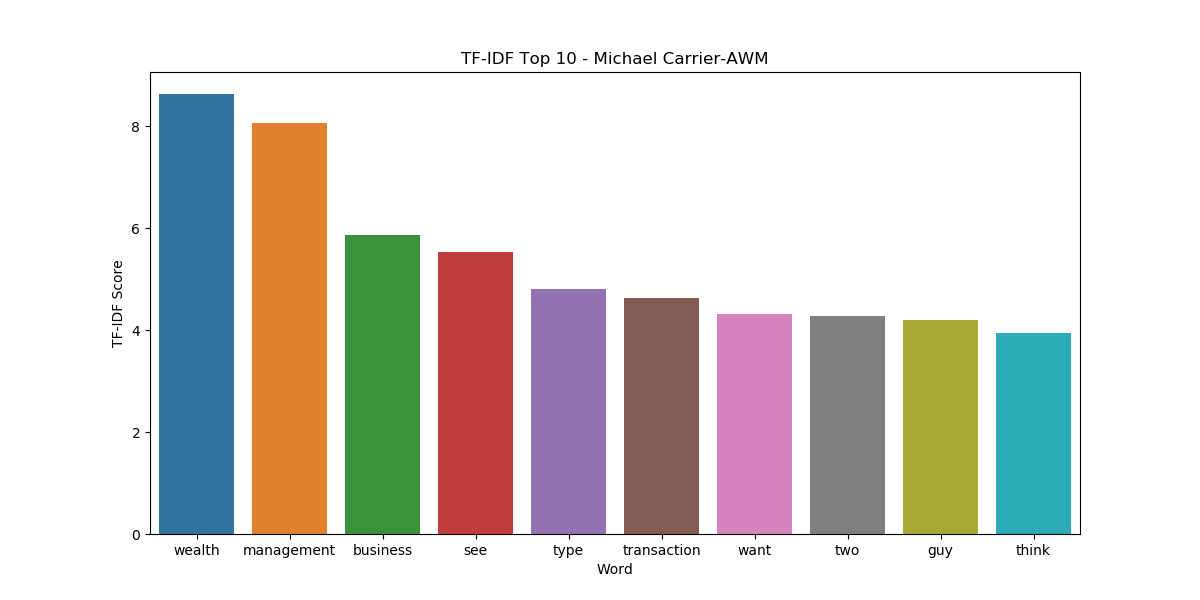 TF-IDF Top 10 - Michael Carrier-AWM
8
6
4
2
0
TF-IDF Score
wealth management business see type transaction want two guy think
Word